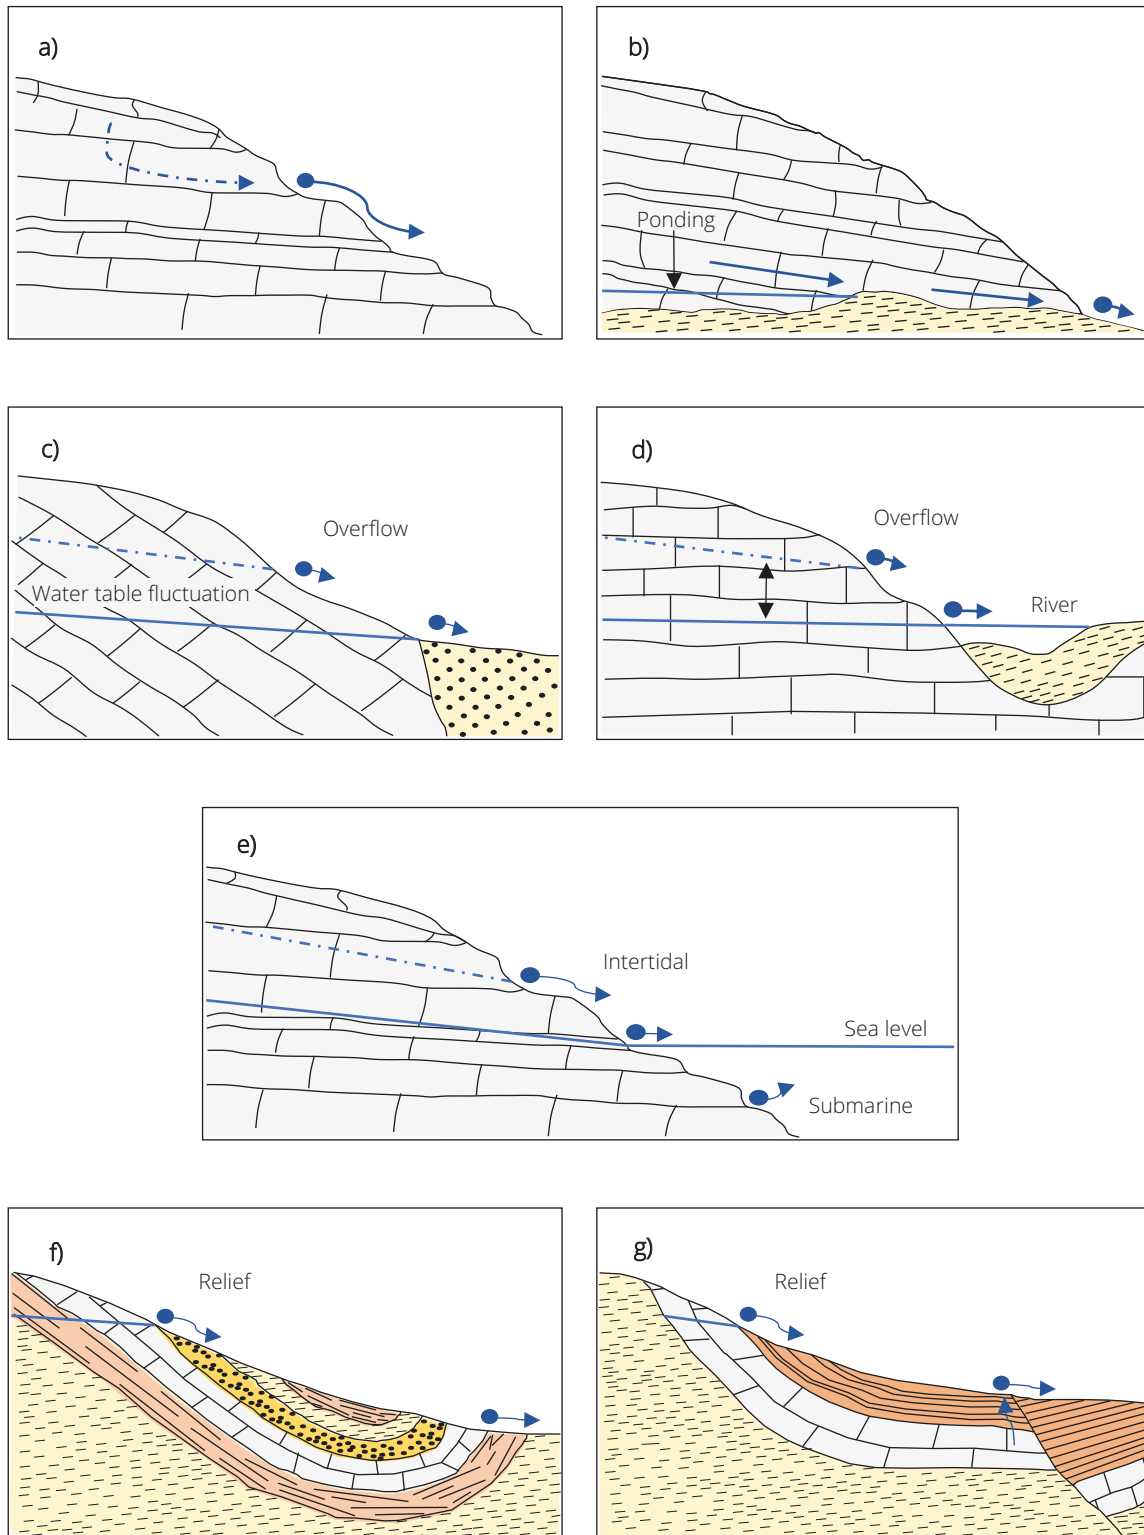 a)
b)
Ponding
c)
Overflow
Water table fluctuation
d)
Overflow
River
e)
Intertidal
Sea level
Submarine
f)
Relief
g)
Relief